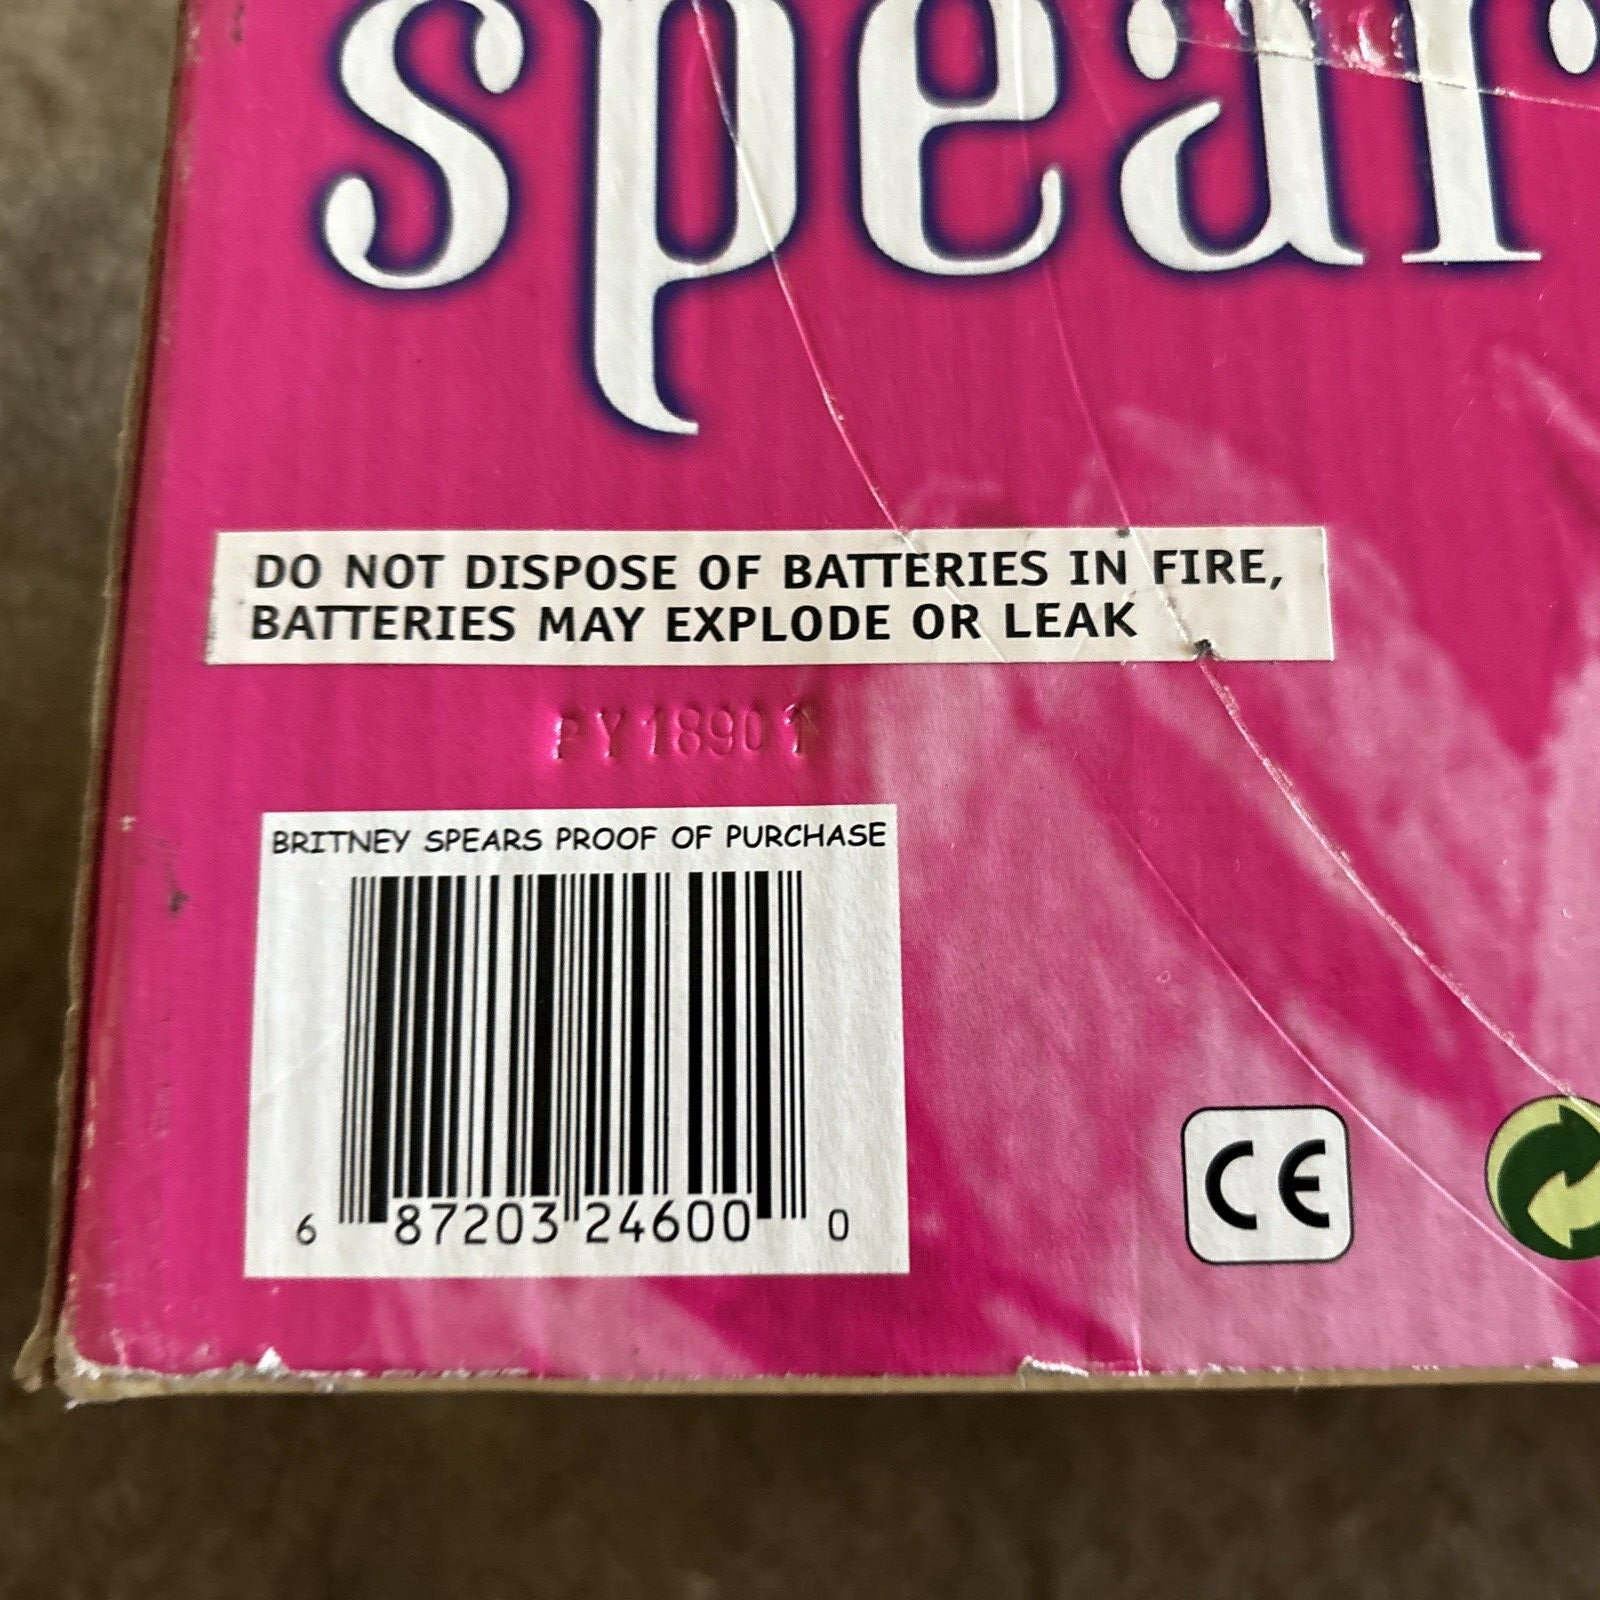 spear
DO NOT DISPOSE OF BATTERIES IN FIRE,
BATTERIES MAY EXPLODE OR LEAK
PY18901
BRITNEY SPEARS PROOF OF PURCHASE
6 87203 24600 0
CE